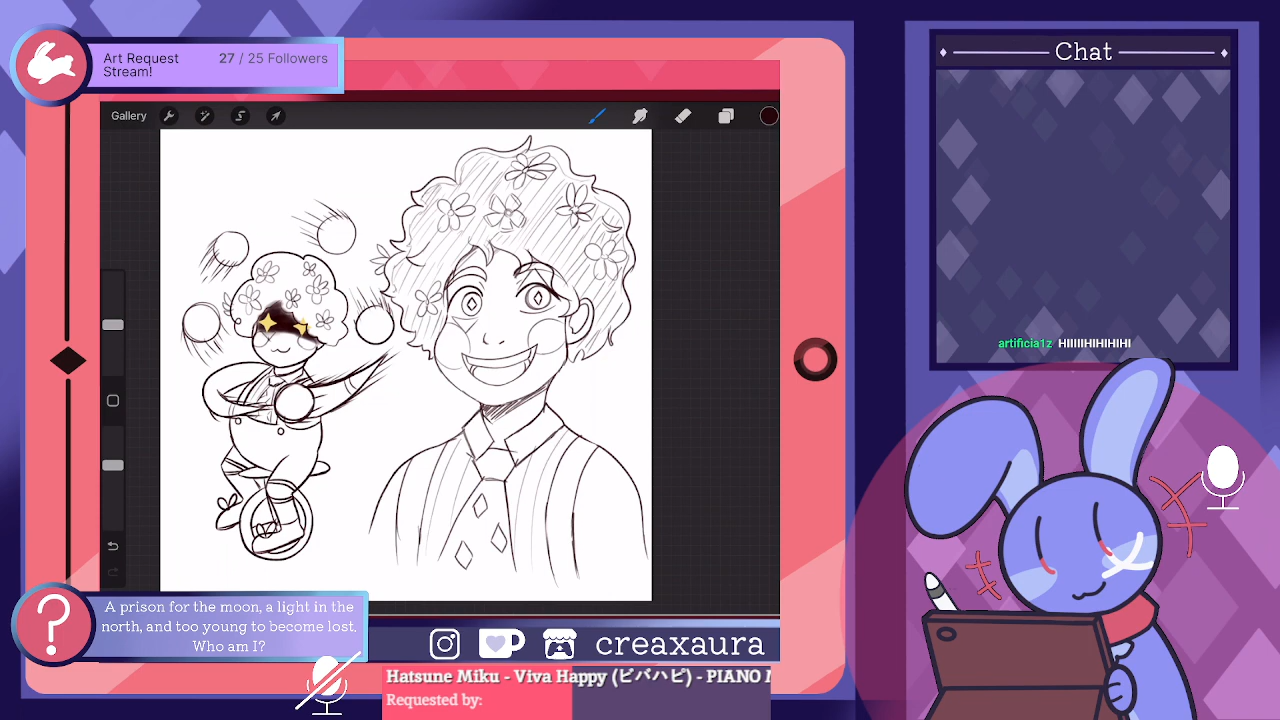 Art Request
Stream!
27 / 25 Followers
Gallery
Chat
artificia1z HIIIIIHIHIHIHI
A prison for the moon, a light in the
north, and too young to become lost.
Who am I?
creaxaura
Hatsune Miku - Viva Happy (ビバハピ) - PIANO
Requested by: